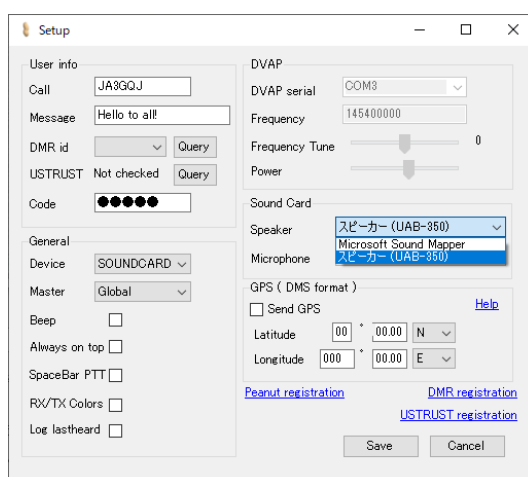 Setup
User info
Call JA3GQJ
Message Hello to all!
DMR id Query
USTRUST Not checked Query
Code ●●●●●
General
Device SOUNDCARD
Master Global
Beep
Always on top
SpaceBar PTT
RX/TX Colors
Log lastheard
DVAP
DVAP serial COM3
Frequency 145400000
Frequency Tune 0
Power
Sound Card
Speaker スピーカー (UAB-350)
Microsoft Sound Mapper
Microphone スピーカー (UAB-350)
GPS ( DMS format )
Send GPS Help
Latitude 00 ° 00.00 N
Longitude 000 ° 00.00 E
Peanut registration DMR registration
USTRUST registration
Save Cancel